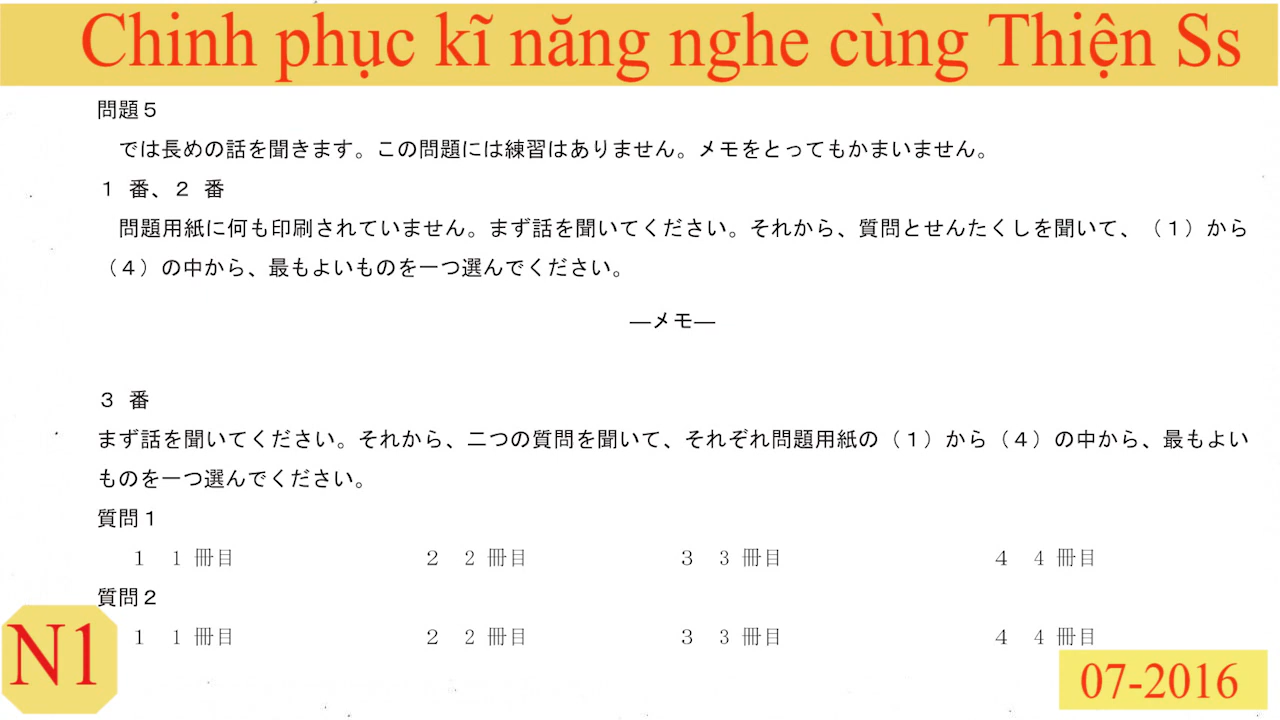 Chinh phục kĩ năng nghe cùng Thiện Ss
問題５
では長めの話を聞きます。この問題には練習はありません。メモをとってもかまいません。
１ 番、２ 番
問題用紙に何も印刷されていません。まず話を聞いてください。それから、質問とせんたくしを聞いて、（１）から
（４）の中から、最もよいものを一つ選んでください。
―メモ―
３ 番
まず話を聞いてください。それから、二つの質問を聞いて、それぞれ問題用紙の（１）から（４）の中から、最もよい
ものを一つ選んでください。
質問１
１ 1 冊目 ２ 2 冊目 ３ 3 冊目 ４ 4 冊目
質問２
１ 1 冊目 ２ 2 冊目 ３ 3 冊目 ４ 4 冊目
N1
07-2016